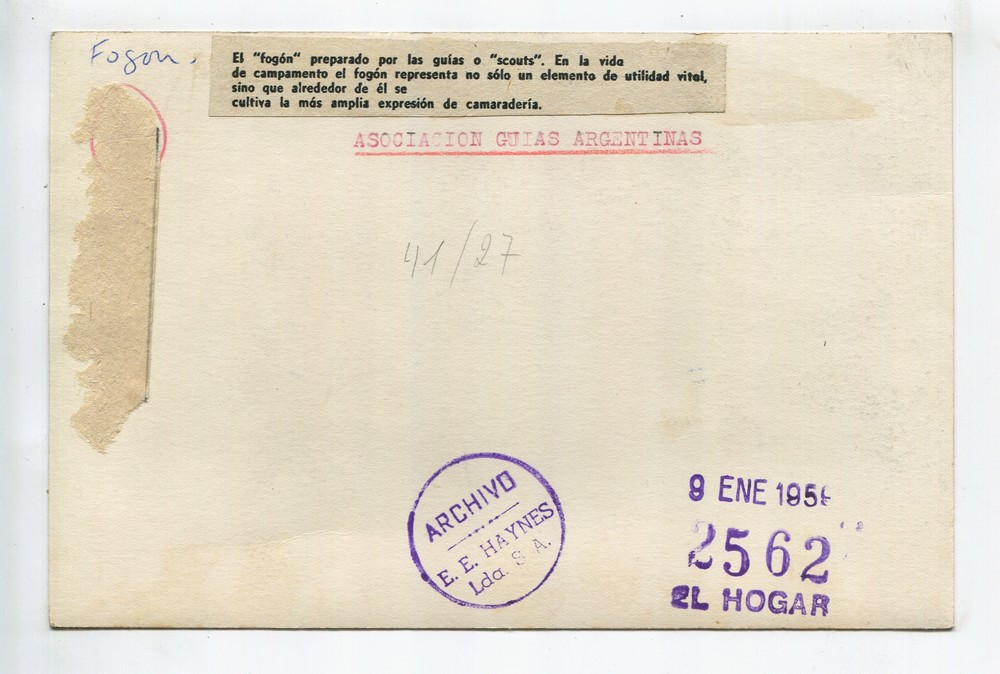 Fogon.
El "fogón" preparado por las guías o "scouts". En la vida
de campamento el fogón representa no sólo un elemento de utilidad vital,
sino que alrededor de él se
cultiva la más amplia expresión de camaradería.
ASOCIACION GUIAS ARGENTINAS
41/27
ARCHIVO
E. E. HAYNES
Lda. S. A.
9 ENE
2562
EL HOGAR